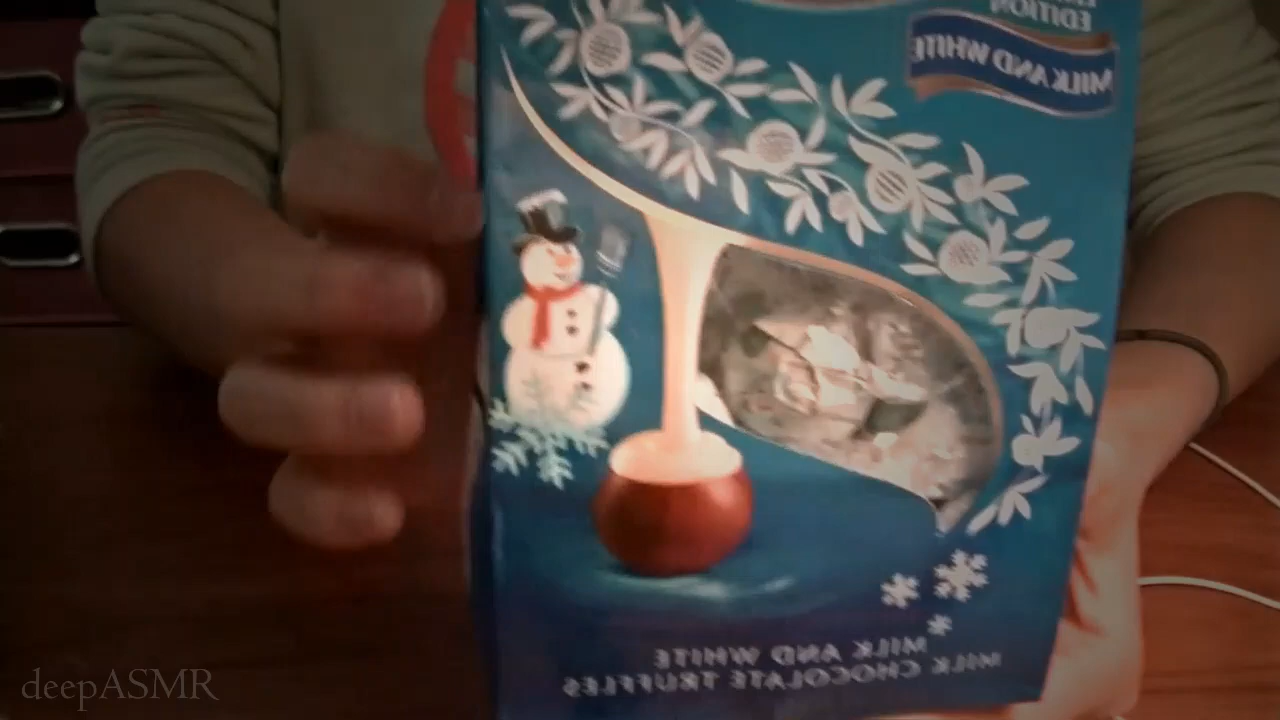 EDITION
MILK AND WHITE
MILK AND WHITE
MILK CHOCOLATE TRUFFLES
deepASMR